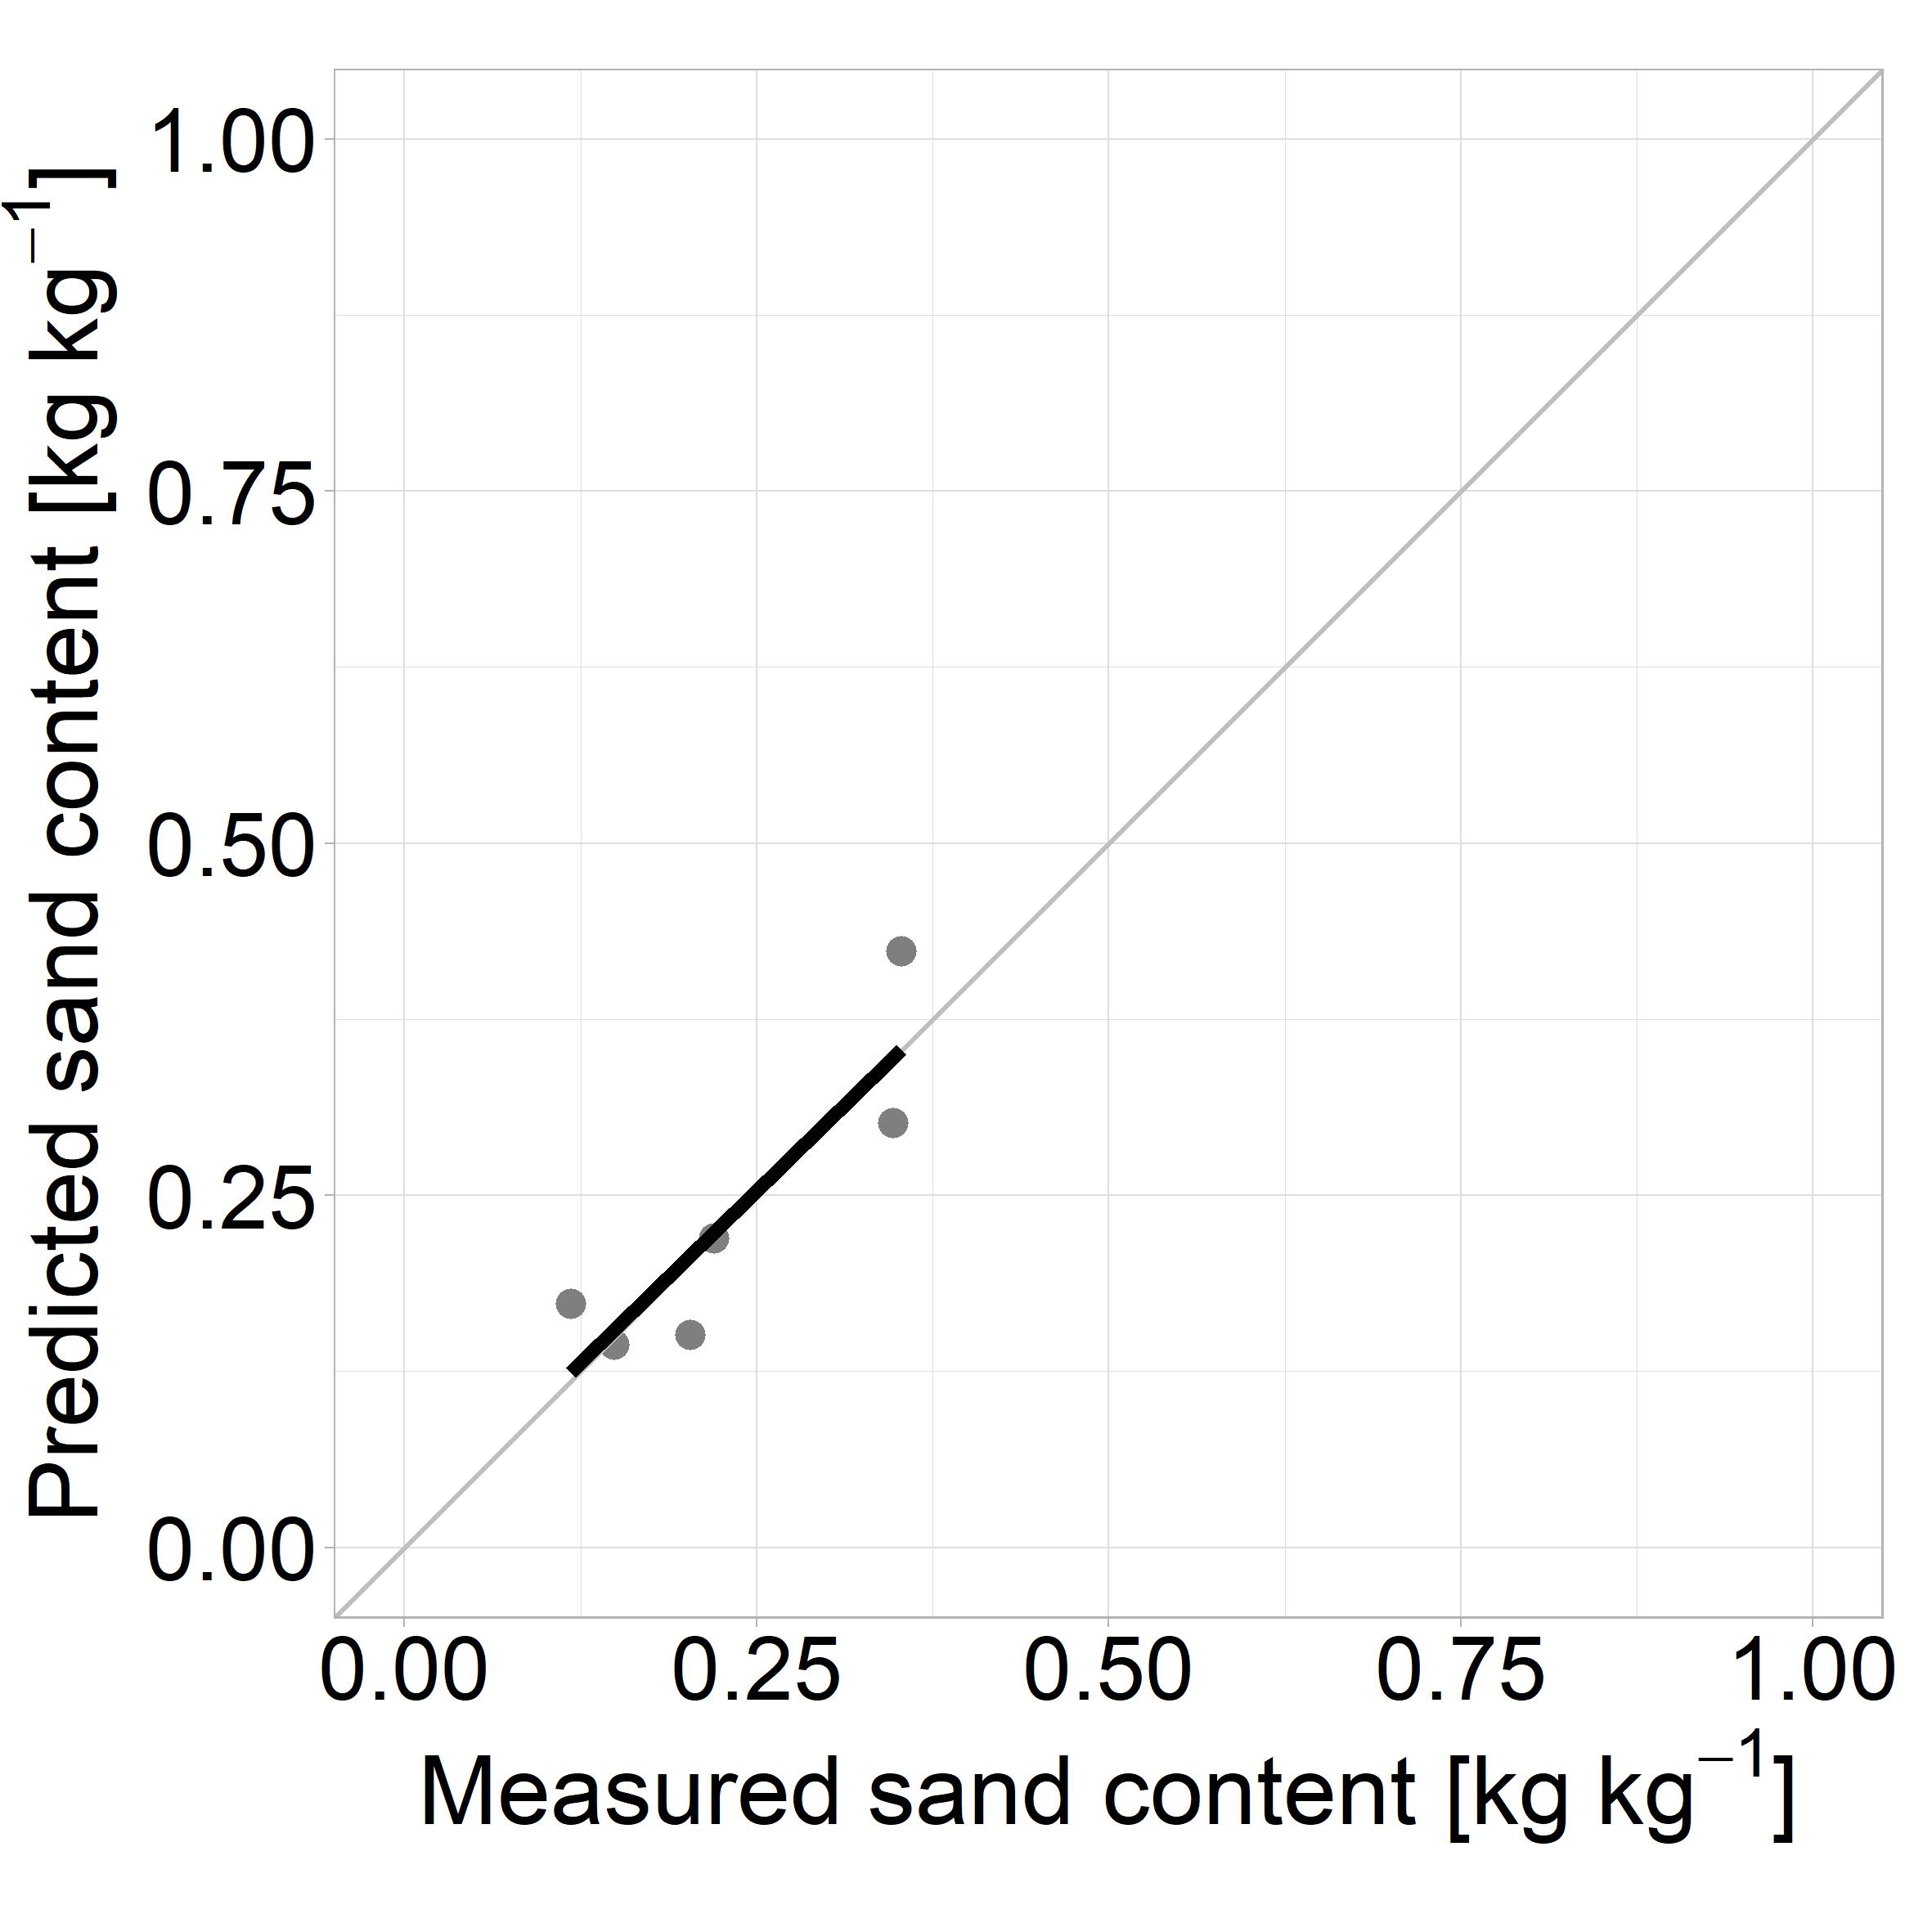 Predicted sand content [kg kg⁻¹]
1.00
0.75
0.50
0.25
0.00
0.00 0.25 0.50 0.75 1.00
Measured sand content [kg kg⁻¹]